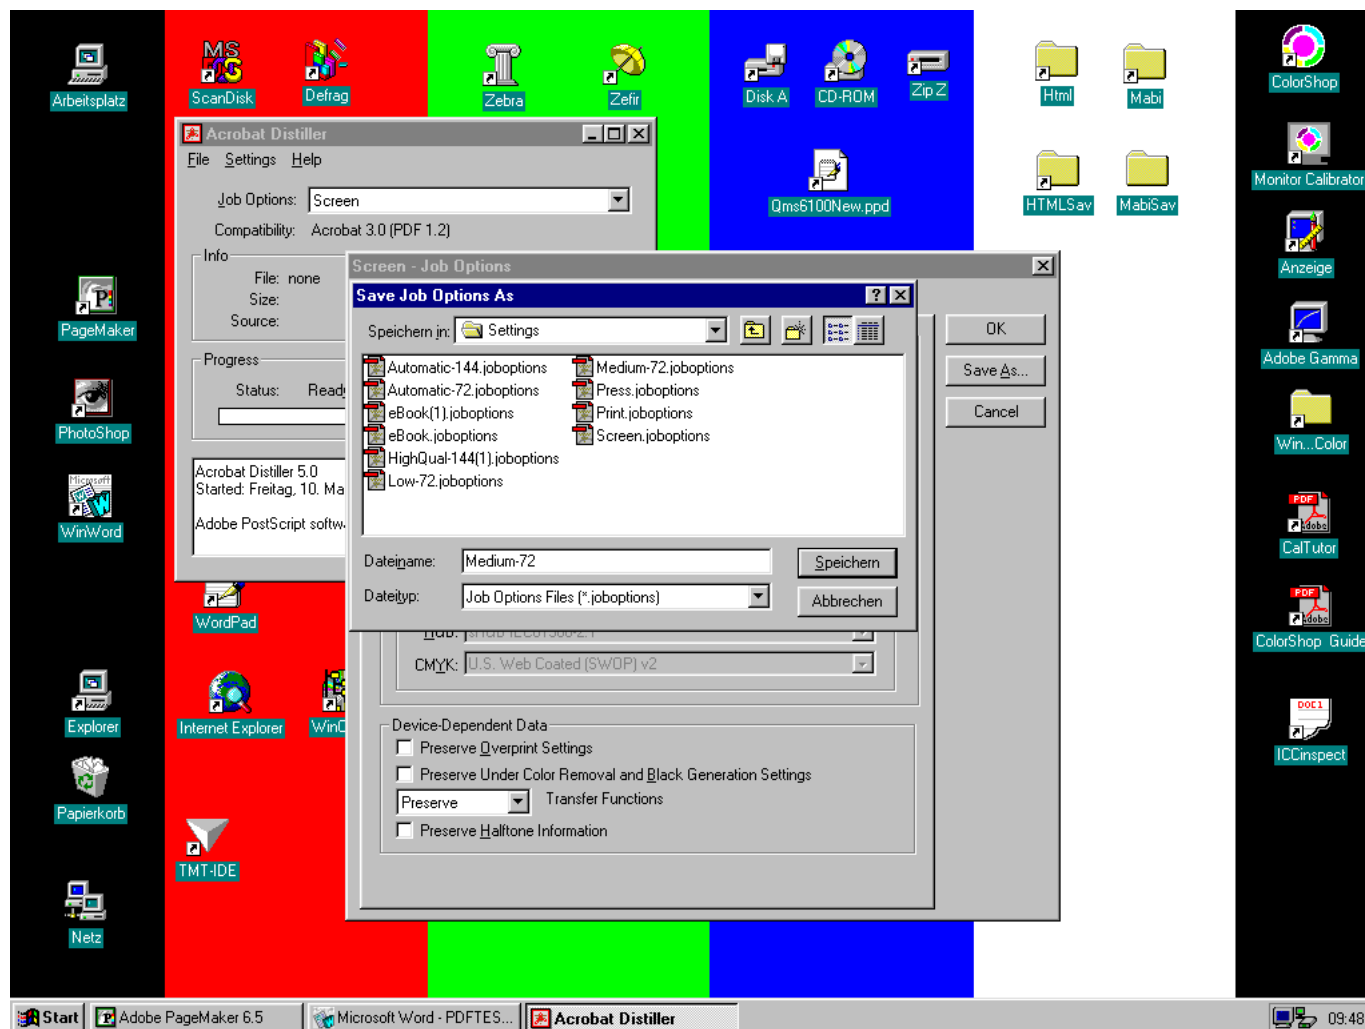 Arbeitsplatz
MS
ScanDisk
Defrag
Zebra
Zefir
Disk A
CD-ROM
Zip Z
Html
Mabi
ColorShop
Qms6100New.ppd
HTMLSav
MabiSav
Monitor Calibrator
Anzeige
Adobe Gamma
Win...Color
PDF
Adobe
CalTutor
PDF
Adobe
ColorShop Guide
DOC1
ICCinspect
PageMaker
PhotoShop
Microsoft
WinWord
WordPad
Explorer
Internet Explorer
Papierkorb
TMT-IDE
Netz
Acrobat Distiller
File Settings Help
Job Options: Screen
Compatibility: Acrobat 3.0 (PDF 1.2)
Info
File: none
Size:
Source:
Progress
Status:
Acrobat Distiller 5.0
Started: Freitag, 10. Ma
Adobe PostScript
Screen - Job Options
OK
Save As...
Cancel
Save Job Options As
Speichern in: Settings
Automatic-144.joboptions
Automatic-72.joboptions
eBook(1).joboptions
eBook.joboptions
HighQual-144(1).joboptions
Low-72.joboptions
Medium-72.joboptions
Press.joboptions
Print.joboptions
Screen.joboptions
Dateiname: Medium-72
Speichern
Dateityp: Job Options Files (*.joboptions)
Abbrechen
CMYK: U.S. Web Coated (SWOP) v2
Device-Dependent Data
Preserve Overprint Settings
Preserve Under Color Removal and Black Generation Settings
Preserve Transfer Functions
Preserve Halftone Information
Start
Adobe PageMaker 6.5
Microsoft Word - PDFTES...
Acrobat Distiller
09:48